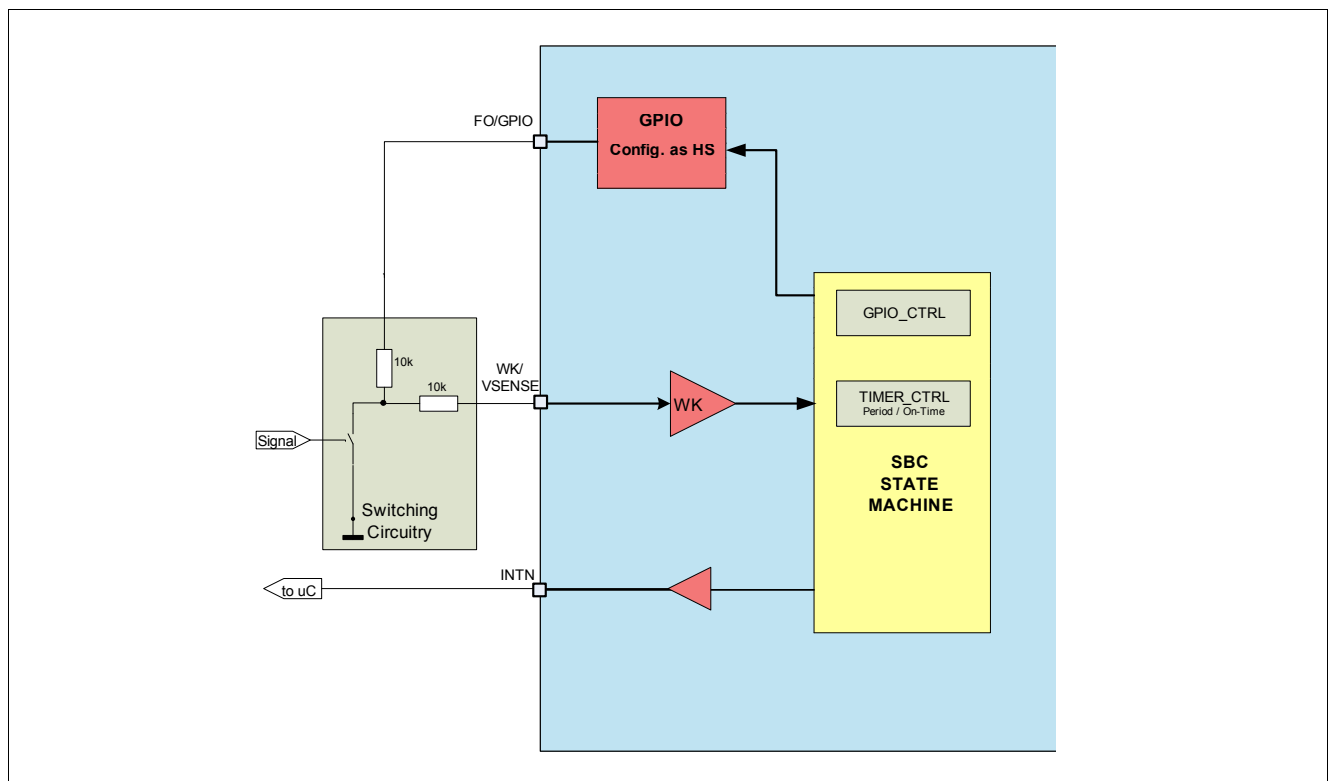 FO/GPIO
GPIO
Config. as HS
GPIO_CTRL
10k
10k
WK/
VSENSE
WK
TIMER_CTRL
Period / On-Time
Signal
SBC
STATE
MACHINE
Switching
Circuitry
INTN
to uC